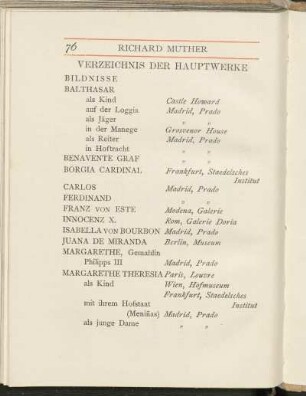 76 RICHARD MUTHER
VERZEICHNIS DER HAUPTWERKE
BILDNISSE
BALTHASAR
als Kind Castle Howard
auf der Loggia Madrid, Prado
als Jäger " "
in der Manege Grosvenor House
als Reiter Madrid, Prado
in Hoftracht " "
BENAVENTE GRAF " "
BORGIA CARDINAL Frankfurt, Staedelsches
Institut
CARLOS Madrid, Prado
FERDINAND " "
FRANZ VON ESTE Modena, Galerie
INNOCENZ X. Rom, Galerie Doria
ISABELLA VON BOURBON Madrid, Prado
JUANA DE MIRANDA Berlin, Museum
MARGARETHE, Gemahlin
Philipps III Madrid, Prado
MARGARETHE THERESIA Paris, Louvre
als Kind Wien, Hofmuseum
Frankfurt, Staedelsches
mit ihrem Hofstaat Institut
(Meniñas) Madrid, Prado
als junge Dame " "